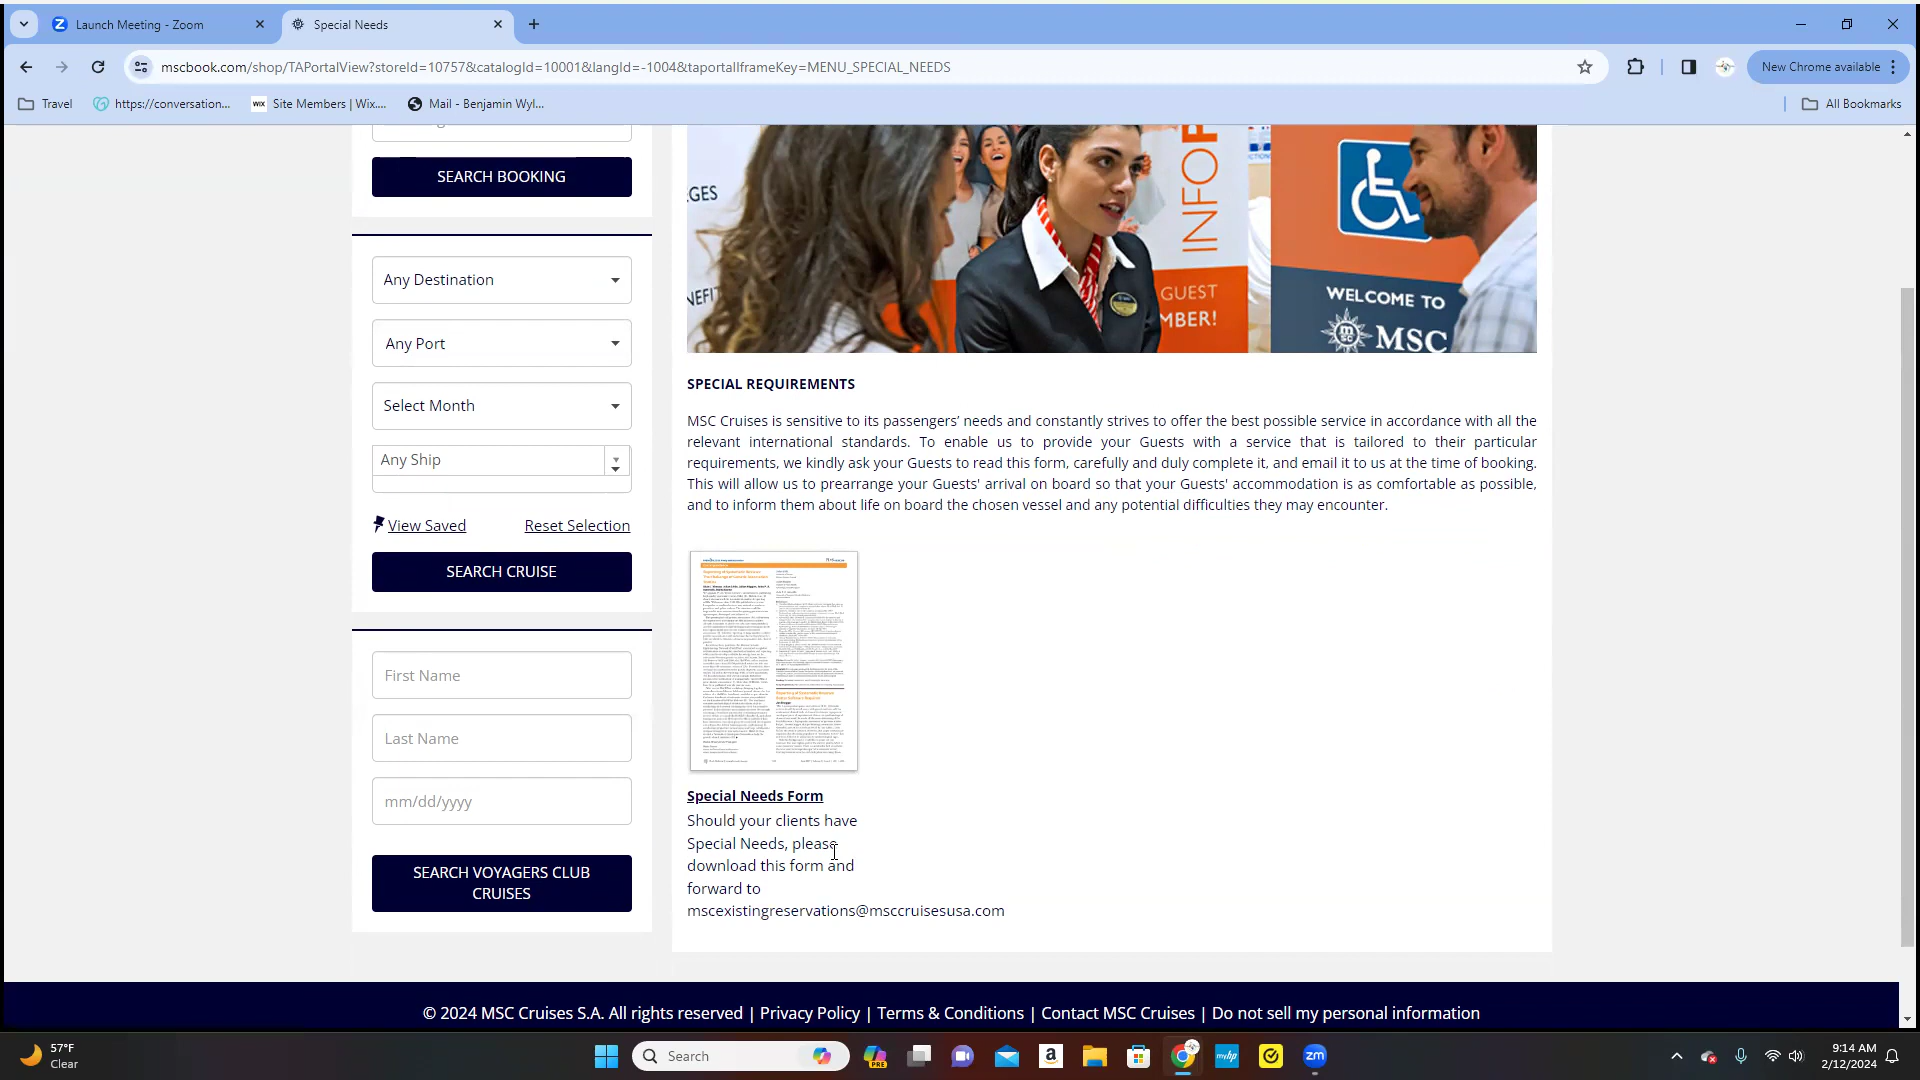 Launch Meeting - Zoom
Special Needs
mscbook.com/shop/TAPortalView?storeId=10757&catalogId=10001&langId=-1004&taportalIframeKey=MENU_SPECIAL_NEEDS
New Chrome available
Travel
https://conversation...
WIX Site Members | Wix....
Mail - Benjamin Wyl...
All Bookmarks
SEARCH BOOKING
Any Destination
Any Port
Select Month
Any Ship
View Saved
Reset Selection
SEARCH CRUISE
First Name
Last Name
mm/dd/yyyy
SEARCH VOYAGERS CLUB
CRUISES
GUEST
MBER!
WELCOME TO
MSC
SPECIAL REQUIREMENTS
MSC Cruises is sensitive to its passengers’ needs and constantly strives to offer the best possible service in accordance with all the
relevant international standards. To enable us to provide your Guests with a service that is tailored to their particular
requirements, we kindly ask your Guests to read this form, carefully and duly complete it, and email it to us at the time of booking.
This will allow us to prearrange your Guests' arrival on board so that your Guests' accommodation is as comfortable as possible,
and to inform them about life on board the chosen vessel and any potential difficulties they may encounter.
Special Needs Form
Should your clients have
Special Needs, please
download this form and
forward to
mscexistingreservations@msccruisesusa.com
© 2024 MSC Cruises S.A. All rights reserved | Privacy Policy | Terms & Conditions | Contact MSC Cruises | Do not sell my personal information
57°F
Clear
Search
PRE
myhp
zm
9:14 AM
2/12/2024